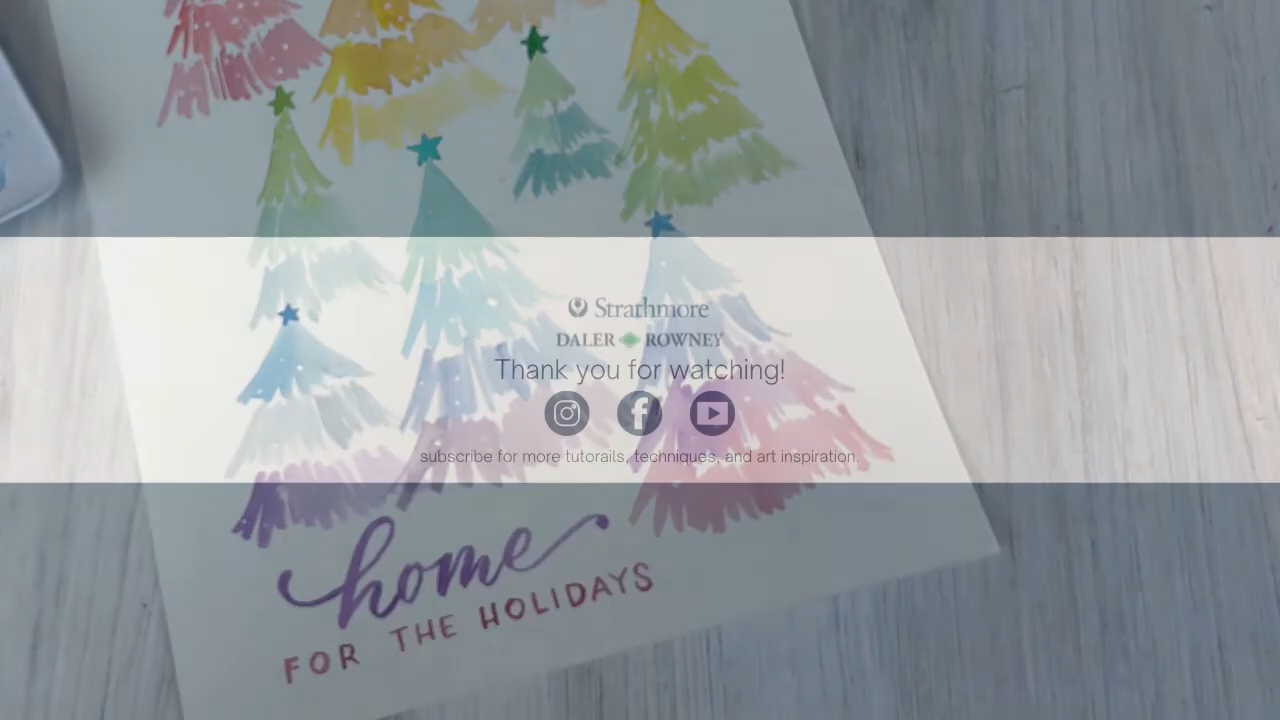 Strathmore
DALER ROWNEY
Thank you for watching!
subscribe for more tutorails, techniques, and art inspiration.
home
FOR THE HOLIDAYS